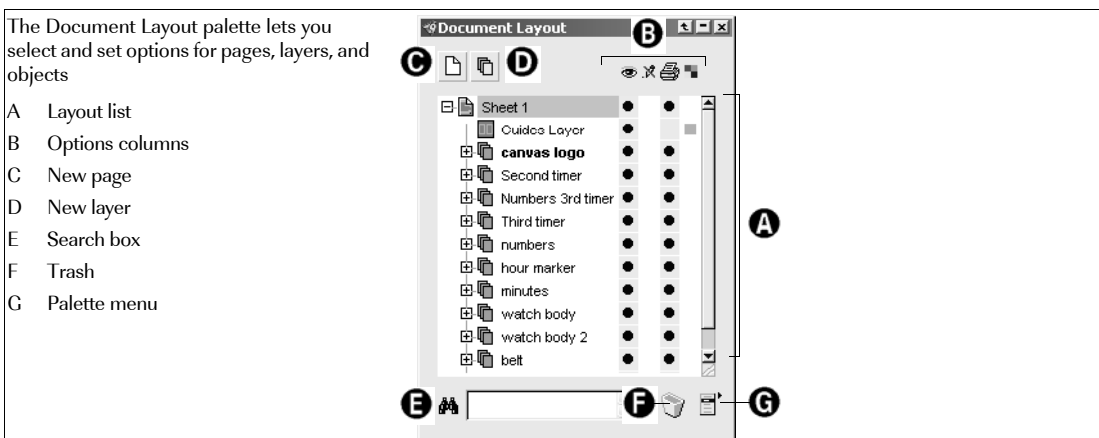 The Document Layout palette lets you
select and set options for pages, layers, and
objects
A Layout list
B Options columns
C New page
D New layer
E Search box
F Trash
G Palette menu
Document Layout
B
C
D
Sheet 1
Guides Layer
canvas logo
Second timer
Numbers 3rd timer
Third timer
A
numbers
hour marker
minutes
watch body
watch body 2
belt
E
F
G